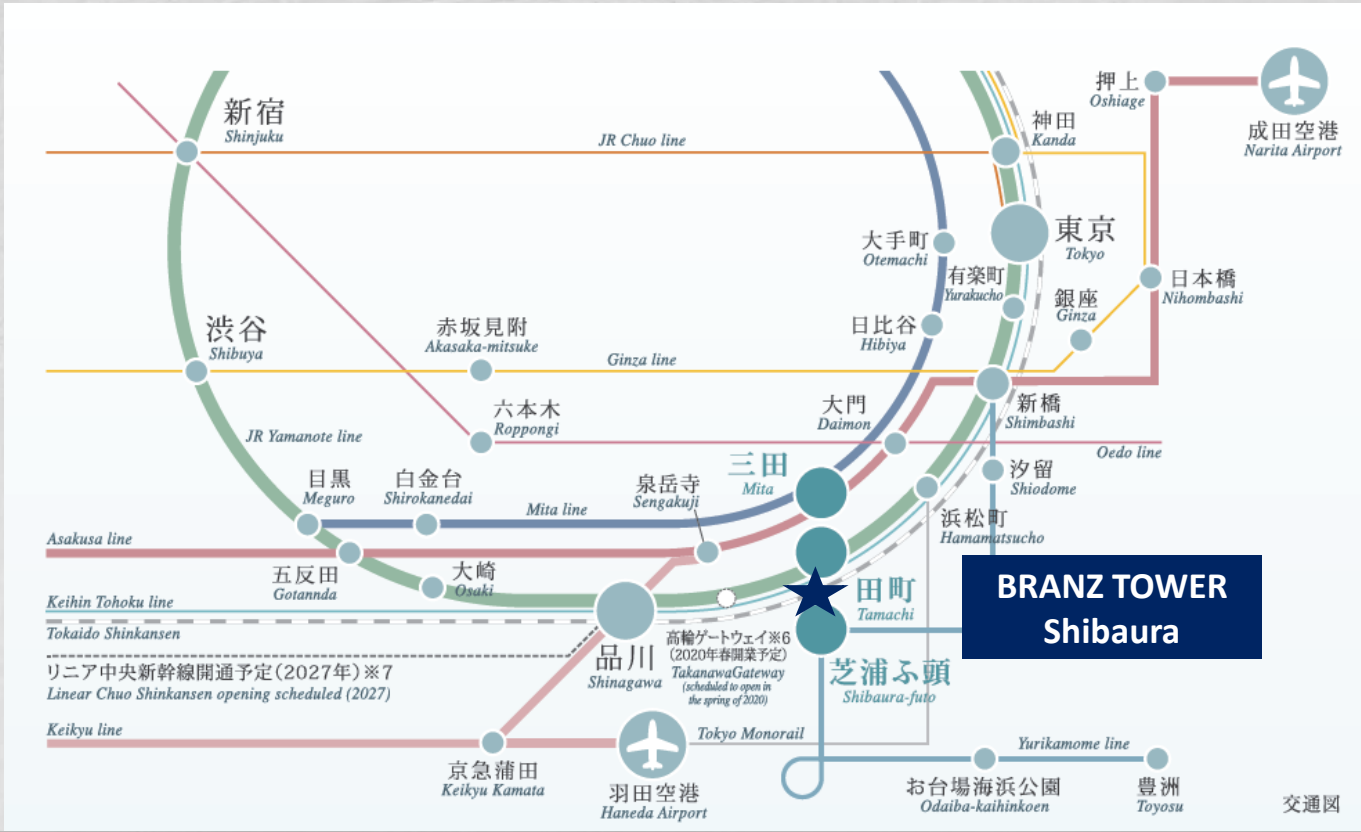 押上
Oshiage
成田空港
Narita Airport
新宿
Shinjuku
JR Chuo line
神田
Kanda
東京
Tokyo
大手町
Otemachi
有楽町
Yurakucho
日本橋
Nihombashi
銀座
Ginza
渋谷
Shibuya
赤坂見附
Akasaka-mitsuke
日比谷
Hibiya
Ginza line
六本木
Roppongi
大門
Daimon
新橋
Shimbashi
JR Yamanote line
Oedo line
三田
Mita
汐留
Shiodome
目黒
Meguro
白金台
Shirokanedai
泉岳寺
Sengakuji
Mita line
浜松町
Hamamatsucho
Asakusa line
五反田
Gotannda
大崎
Osaki
田町
Tamachi
BRANZ TOWER
Shibaura
Keihin Tohoku line
Tokaido Shinkansen
品川
Shinagawa
高輪ゲートウェイ※6
(2020年春開業予定)
TakanawaGateway
(scheduled to open in
the spring of 2020)
芝浦ふ頭
Shibaura-futo
リニア中央新幹線開通予定(2027年)※7
Linear Chuo Shinkansen opening scheduled (2027)
Keikyu line
Tokyo Monorail
Yurikamome line
京急蒲田
Keikyu Kamata
羽田空港
Haneda Airport
お台場海浜公園
Odaiba-kaihinkoen
豊洲
Toyosu
交通図